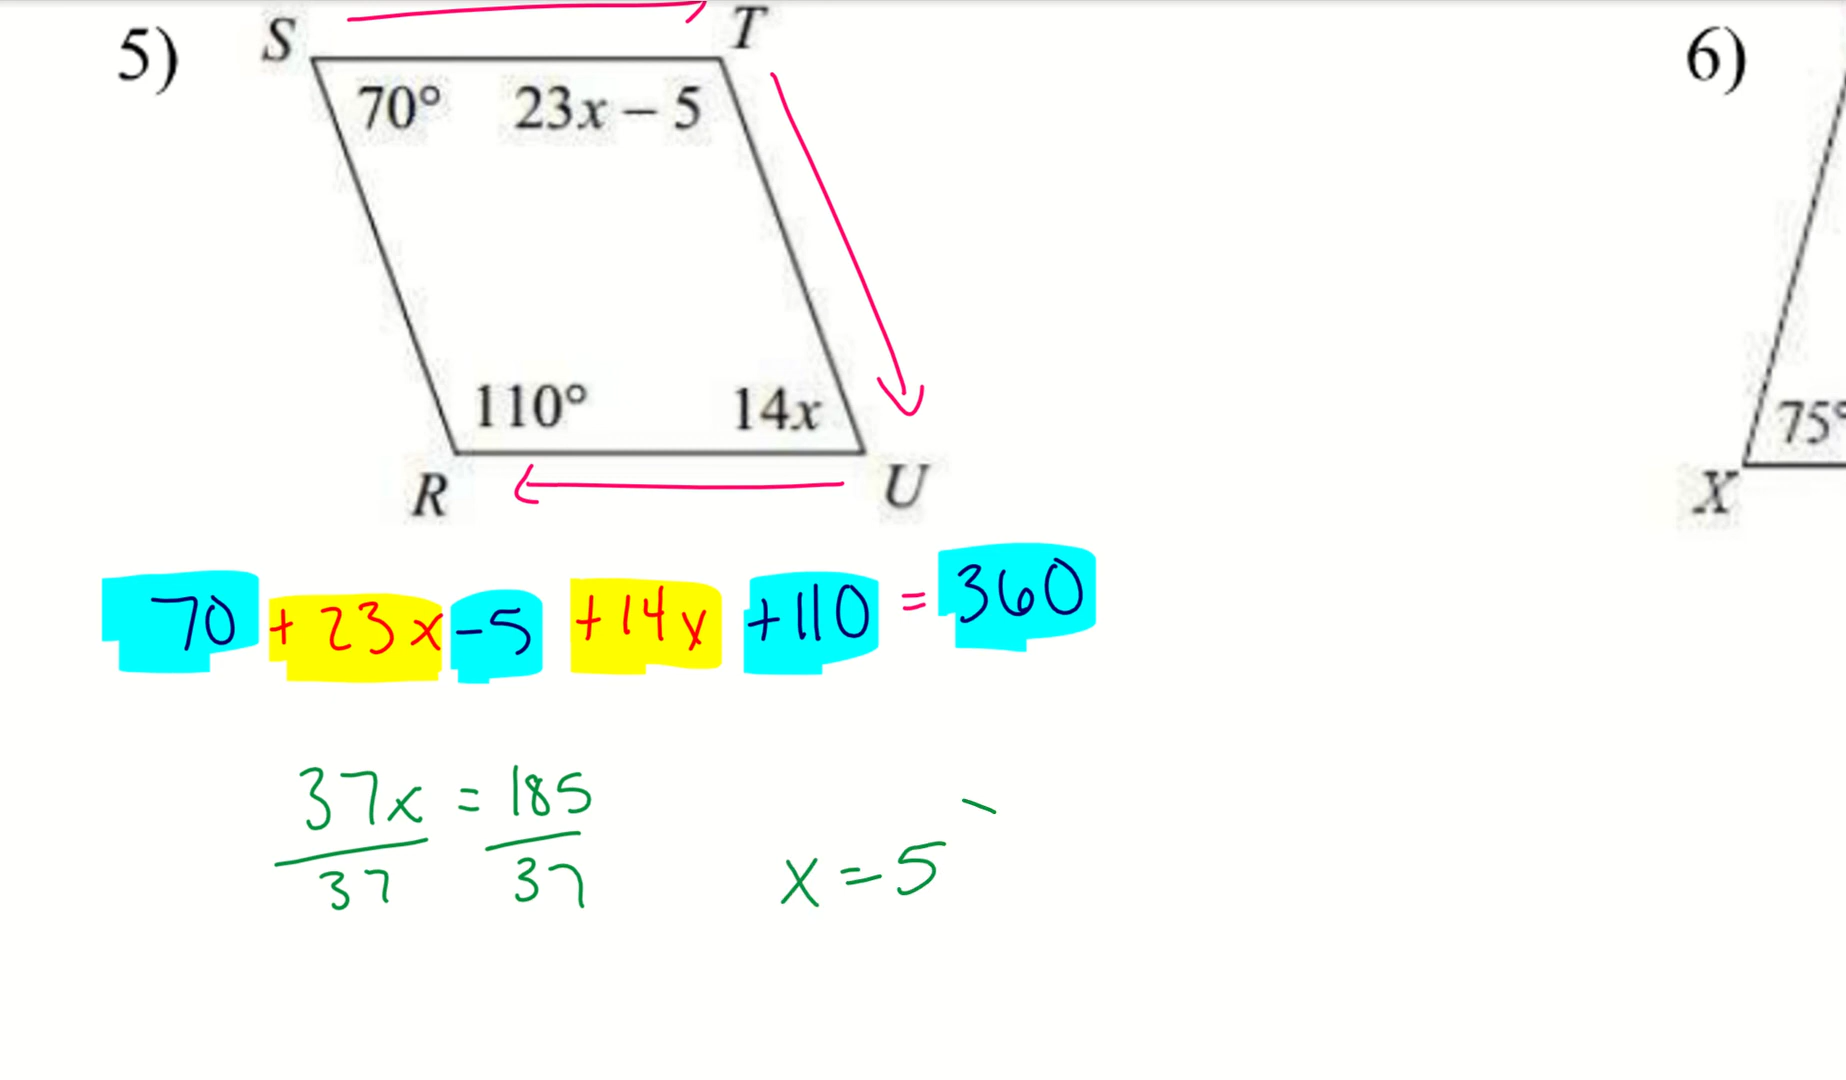 5) S T 6)
70° 23x – 5
110° 14x 75°
R U X
70 + 23x -5 +14x +110 = 360
37x = 185
37 37
x = 5